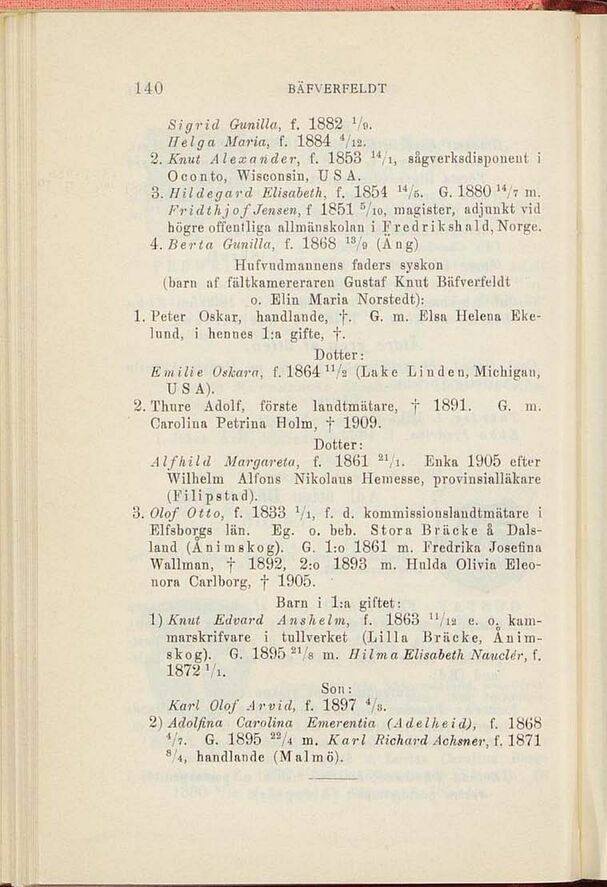 140 BÄFVERFELDT
Sigrid Gunilla, f. 1882 1/9.
Helga Maria, f. 1884 4/12.
2. Knut Alexander, f. 1853 14/1, sågverksdisponent i
Oconto, Wisconsin, U S A.
3. Hildegard Elisabeth, f. 1854 14/5. G. 1880 14/7 m.
Fridthjof Jensen, f 1851 5/10, magister, adjunkt vid
högre offentliga allmänskolan i Fredrikshald, Norge.
4. Berta Gunilla, f. 1868 13/9 (Äng)
Hufvudmannens faders syskon
(barn af fältkamereraren Gustaf Knut Bäfverfeldt
o. Elin Maria Norstedt):
1. Peter Oskar, handlande, †. G. m. Elsa Helena Eke-
lund, i hennes 1:a gifte, †.
Dotter:
Emilie Oskara, f. 1864 11/2 (Lake Linden, Michigan,
U S A).
2. Thure Adolf, förste landtmätare, † 1891. G. m.
Carolina Petrina Holm, † 1909.
Dotter:
Alfhild Margareta, f. 1861 21/1. Enka 1905 efter
Wilhelm Alfons Nikolaus Hemesse, provinsialläkare
(Filipstad).
3. Olof Otto, f. 1833 1/1, f. d. kommissionslandtmätare i
Elfsborgs län. Eg. o. beb. Stora Bräcke å Dals-
land (Ånimskog). G. 1:o 1861 m. Fredrika Josefina
Wallman, † 1892, 2:o 1893 m. Hulda Olivia Eleo-
nora Carlborg, † 1905.
Barn i 1:a giftet:
1) Knut Edvard Anshelm, f. 1863 11/12 e. o. kam-
marskrifvare i tullverket (Lilla Bräcke, Ånim-
skog). G. 1895 21/8 m. Hilma Elisabeth Nauclér, f.
1872 1/1.
Son:
Karl Olof Arvid, f. 1897 4/3.
2) Adolfina Carolina Emerentia (Adelheid), f. 1868
4/7. G. 1895 22/4 m. Karl Richard Achsner, f. 1871
8/4, handlande (Malmö).